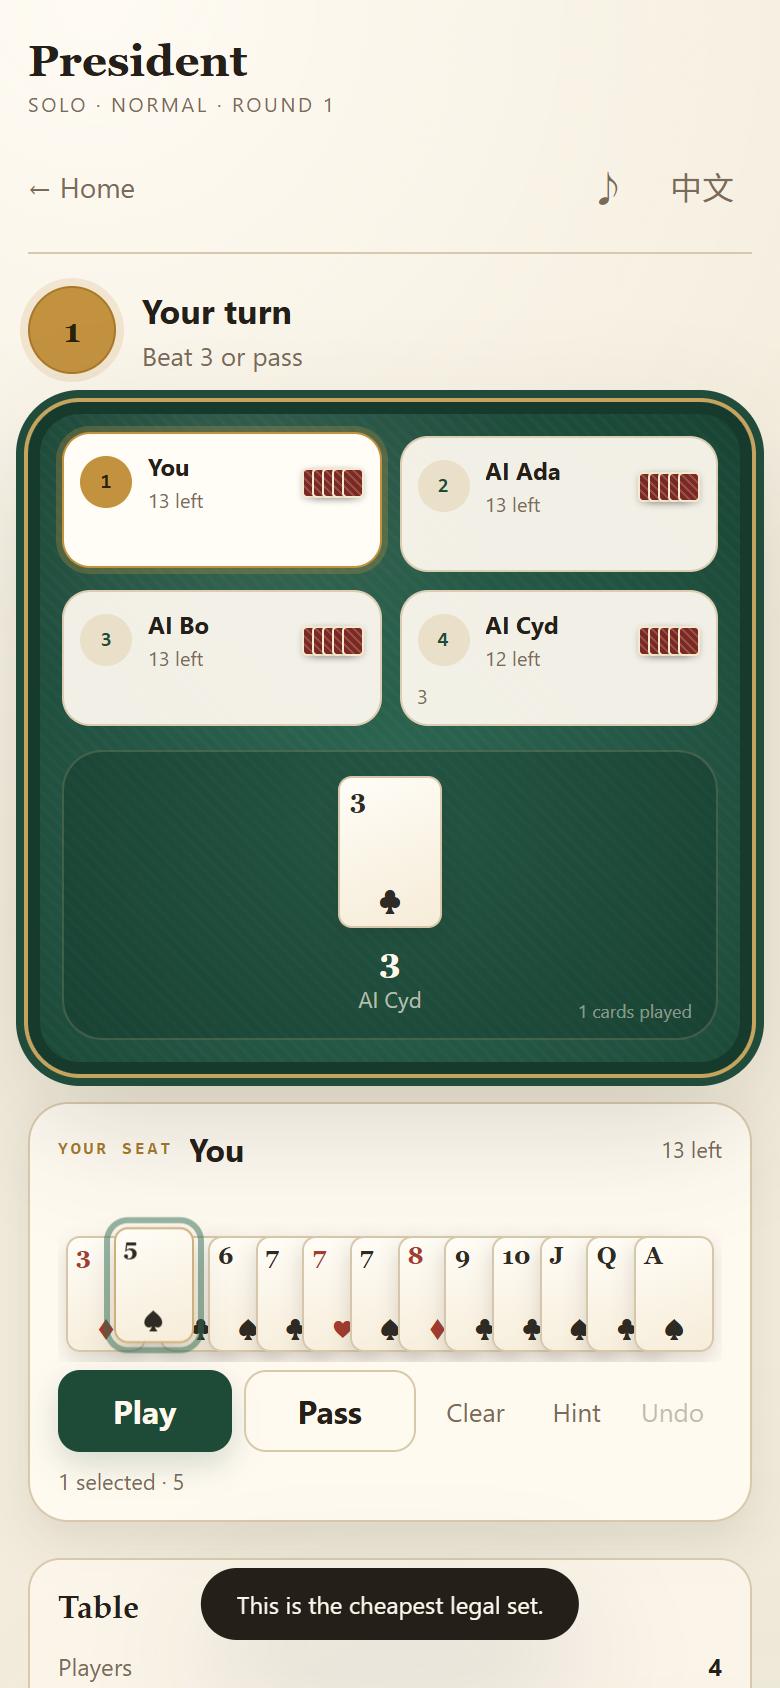 President
SOLO · NORMAL · ROUND 1
← Home
中文
1
Your turn
Beat 3 or pass
1
You
13 left
2
AI Ada
13 left
3
AI Bo
13 left
4
AI Cyd
12 left
3
3
3
AI Cyd
1 cards played
YOUR SEAT You
13 left
3 5 6 7 7 7 8 9 10 J Q A
Play Pass Clear Hint Undo
1 selected · 5
This is the cheapest legal set.
Table
Players 4